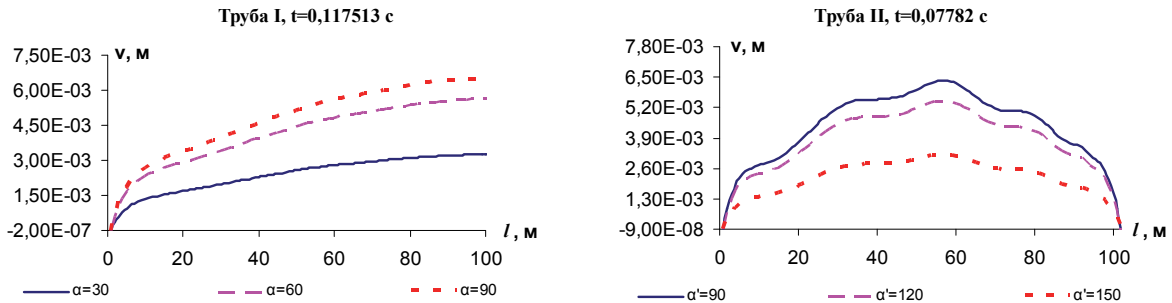 Труба I, t=0,117513 с
v, м
7,50E-03
6,00E-03
4,50E-03
3,00E-03
1,50E-03
-2,00E-07
0 20 40 60 80 100
l , м
α=30 α=60 α=90
Труба II, t=0,07782 с
v, м
7,80E-03
6,50E-03
5,20E-03
3,90E-03
2,60E-03
1,30E-03
-9,00E-08
0 20 40 60 80 100
l , м
α'=90 α'=120 α'=150